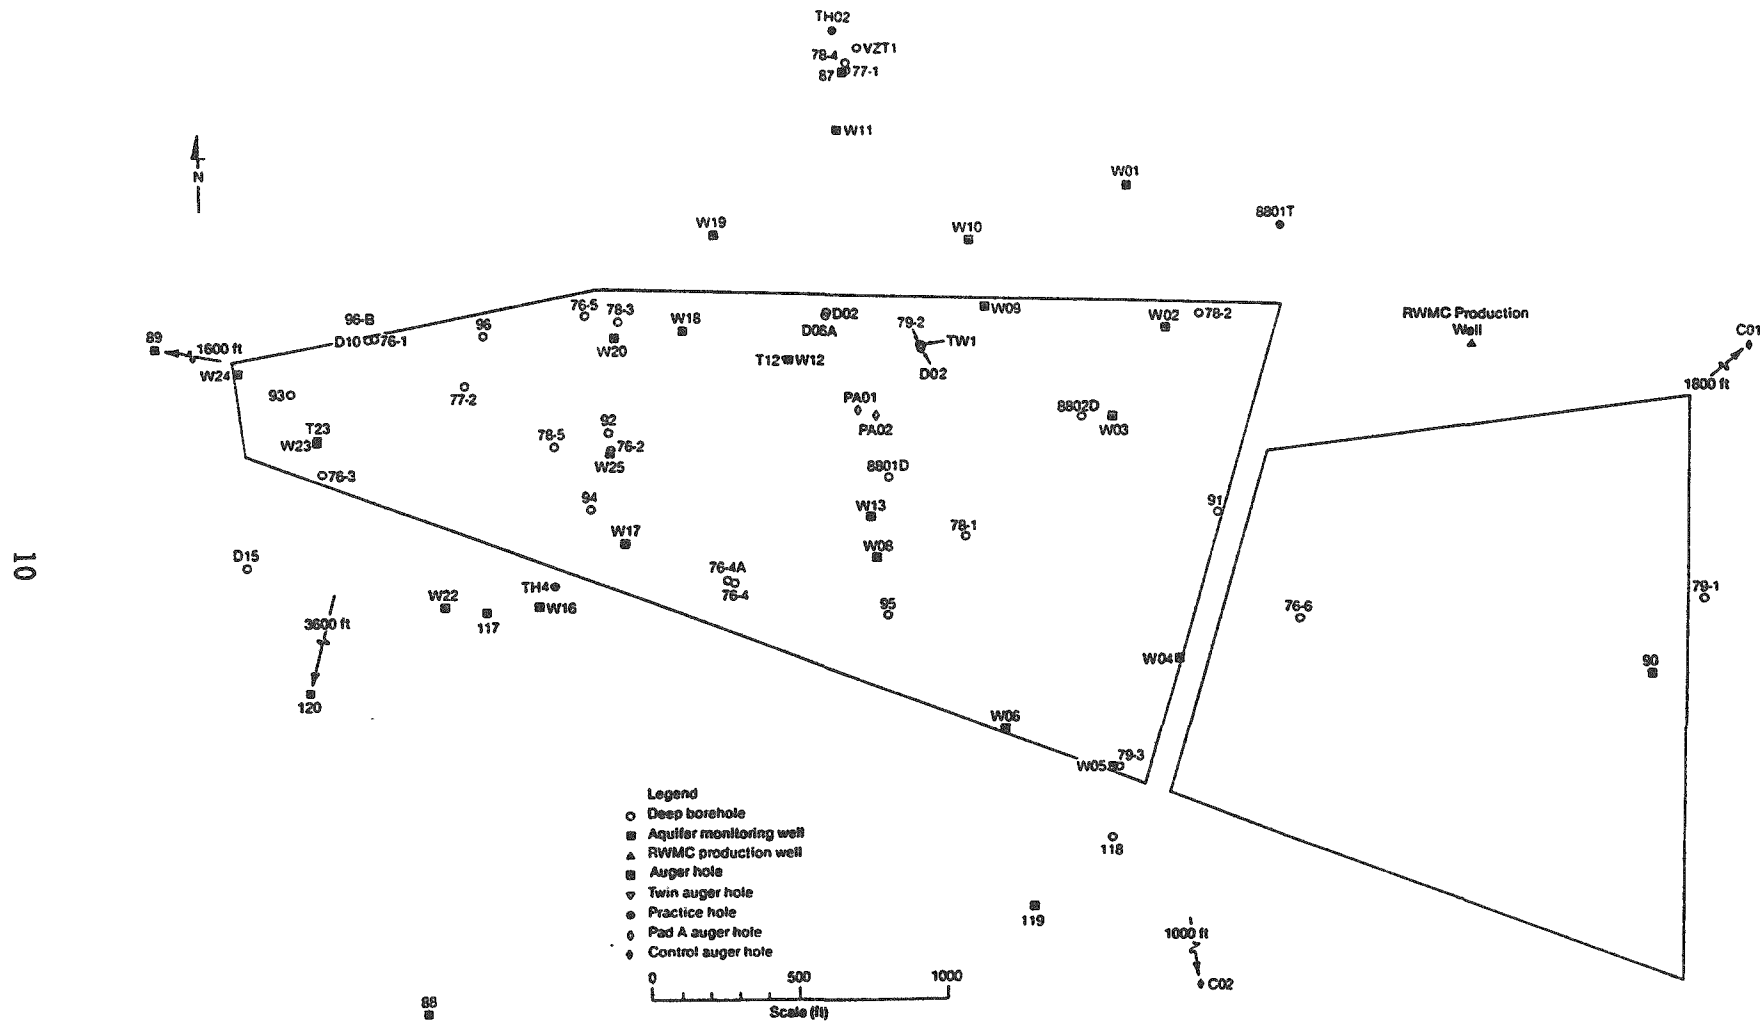 TH02
VZT1
78-4
77-1
87
W11
W01
N
8801T
W19
W10
76-5
78-3
D02
W09
W02
78-2
RWMC Production
Well
C01
96-B
96
W18
D06A
79-2
89
1600 ft
D10
76-1
W20
TW1
T12
W12
D02
1800 ft
W24
93
77-2
PA01
PA02
8802D
W03
T23
W23
78-5
92
76-2
W25
76-3
8801D
94
W13
91
W17
78-1
W08
D15
76-4A
76-4
TH4
W16
W22
117
95
76-6
79-1
10
3600 ft
W04
90
120
W06
79-3
W05
Legend
Deep borehole
Aquifer monitoring well
RWMC production well
Auger hole
Twin auger hole
Practice hole
Pad A auger hole
Control auger hole
118
119
1000 ft
C02
0 500 1000
Scale (ft)
88